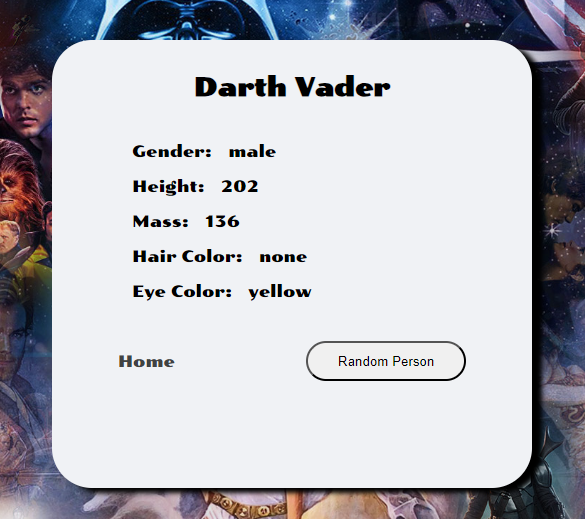 Darth Vader
Gender: male
Height: 202
Mass: 136
Hair Color: none
Eye Color: yellow
Home Random Person